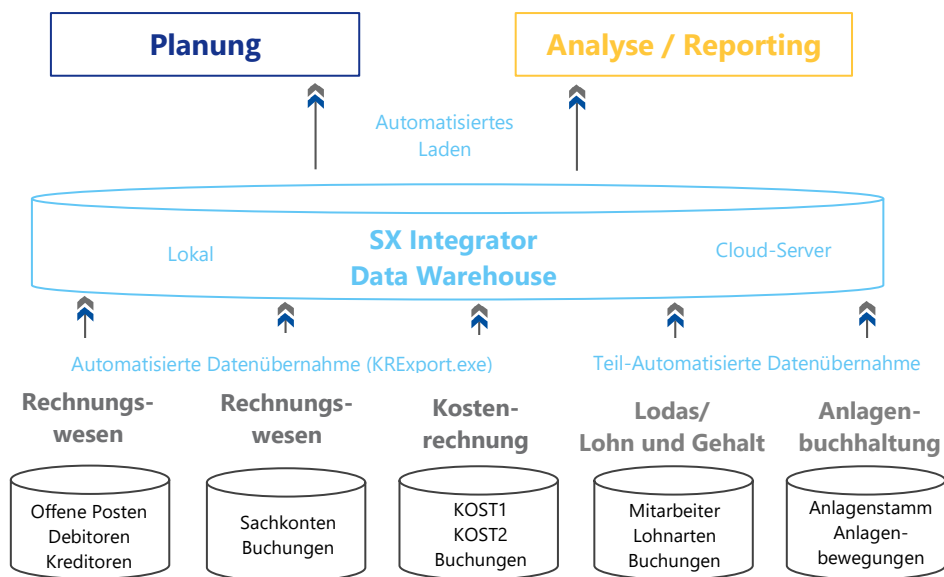 Planung
Analyse / Reporting
Automatisiertes
Laden
Lokal
SX Integrator
Data Warehouse
Cloud-Server
Automatisierte Datenübernahme (KRExport.exe)
Teil-Automatisierte Datenübernahme
Rechnungs-
wesen
Rechnungs-
wesen
Kosten-
rechnung
Lodas/
Lohn und Gehalt
Anlagen-
buchhaltung
Offene Posten
Debitoren
Kreditoren
Sachkonten
Buchungen
KOST1
KOST2
Buchungen
Mitarbeiter
Lohnarten
Buchungen
Anlagenstamm
Anlagen-
bewegungen